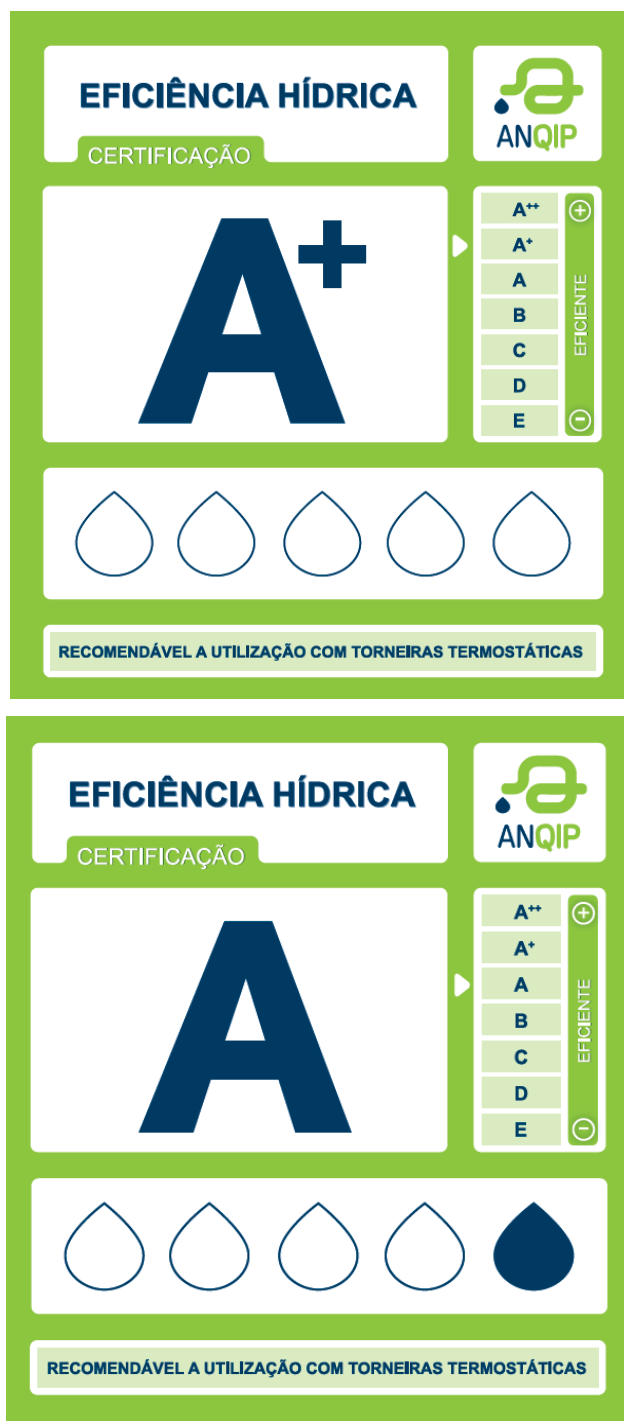 EFICIÊNCIA HÍDRICA
CERTIFICAÇÃO
ANQIP
A+
A++
A+
A
B
C
D
E
EFICIENTE
RECOMENDÁVEL A UTILIZAÇÃO COM TORNEIRAS TERMOSTÁTICAS
EFICIÊNCIA HÍDRICA
CERTIFICAÇÃO
ANQIP
A
A++
A+
A
B
C
D
E
EFICIENTE
RECOMENDÁVEL A UTILIZAÇÃO COM TORNEIRAS TERMOSTÁTICAS